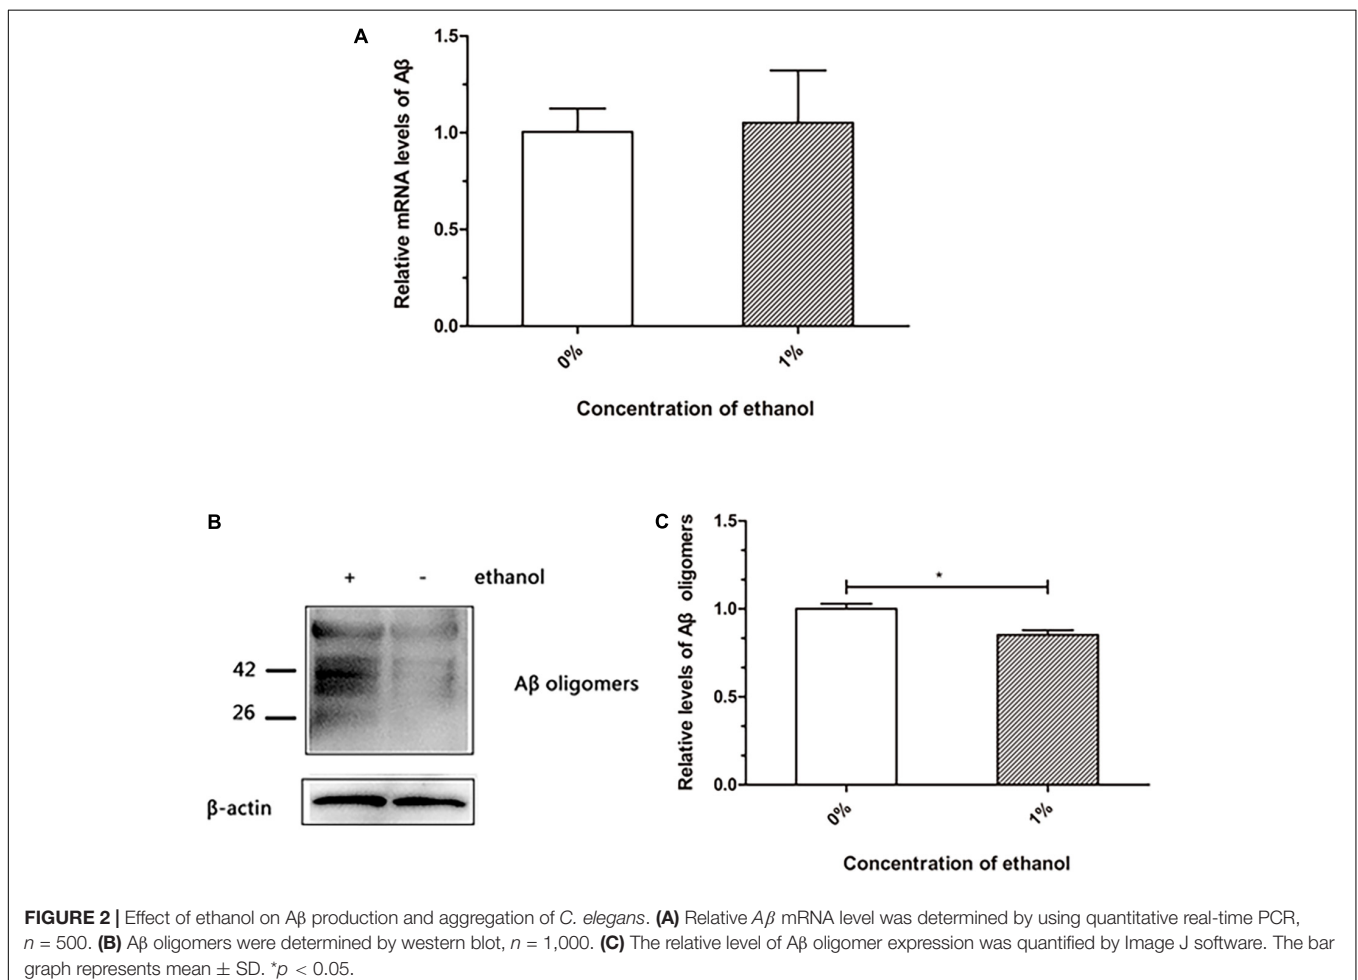 A
Relative mRNA levels of Aβ
1.5
1.0
0.5
0.0
0%
1%
Concentration of ethanol
B
+ - ethanol
42
26
Aβ oligomers
β-actin
C
Relative levels of Aβ oligomers
1.5
1.0
0.5
0.0
*
0%
1%
Concentration of ethanol
FIGURE 2 | Effect of ethanol on Aβ production and aggregation of C. elegans. (A) Relative Aβ mRNA level was determined by using quantitative real-time PCR,
n = 500. (B) Aβ oligomers were determined by western blot, n = 1,000. (C) The relative level of Aβ oligomer expression was quantified by Image J software. The bar
graph represents mean ± SD. *p < 0.05.